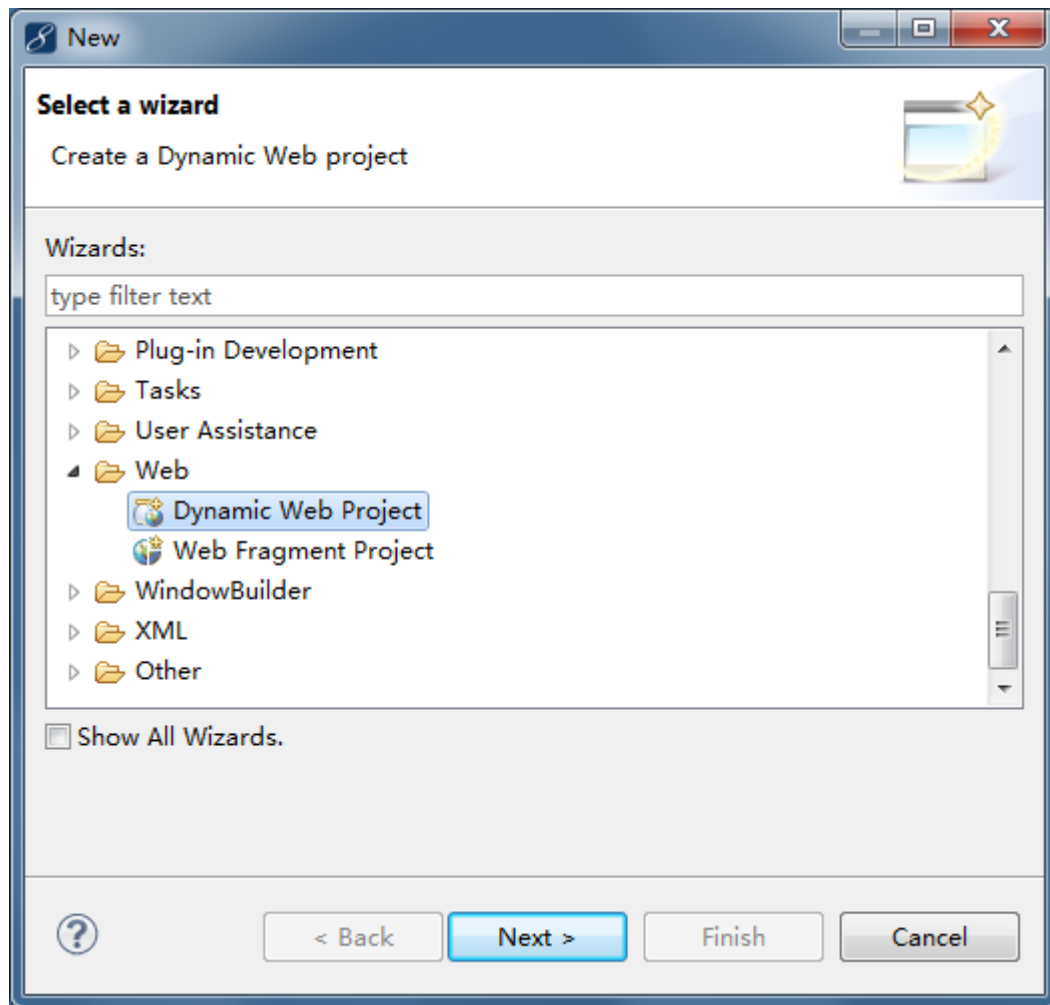 New
Select a wizard
Create a Dynamic Web project
Wizards:
type filter text
Plug-in Development
Tasks
User Assistance
Web
Dynamic Web Project
Web Fragment Project
WindowBuilder
XML
Other
Show All Wizards.
< Back Next > Finish Cancel